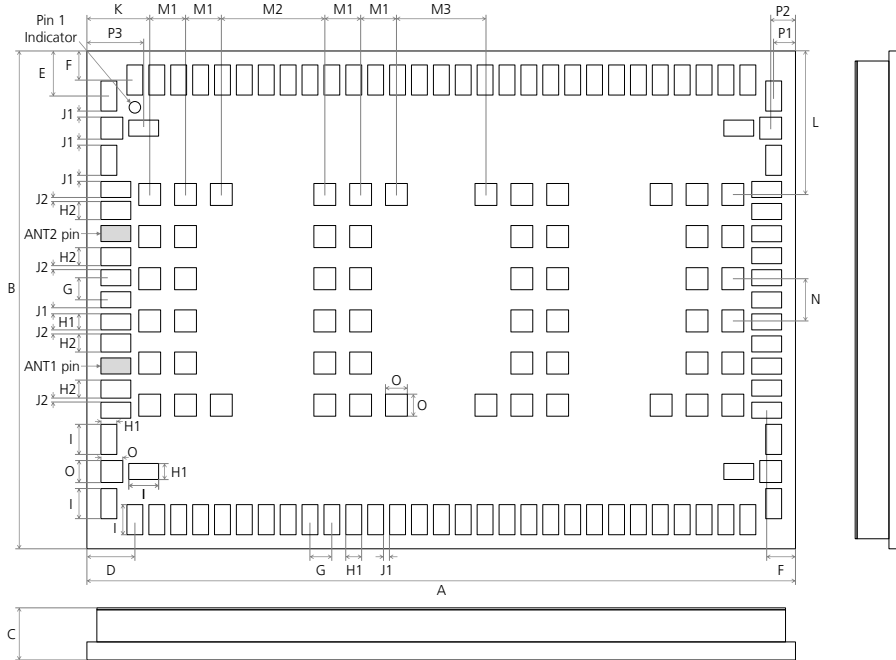 K M1 M1 M2 M1 M1 M3 P2
Pin 1
Indicator
P3 P1
E F
J1
J1
J1
L
J2
H2
ANT2 pin
H2
J2
B G N
J1
H1
J2
H2
ANT1 pin
O
H2 O
J2
H1
I
O
O H1
I
I I
D G H1 J1 F
A
C